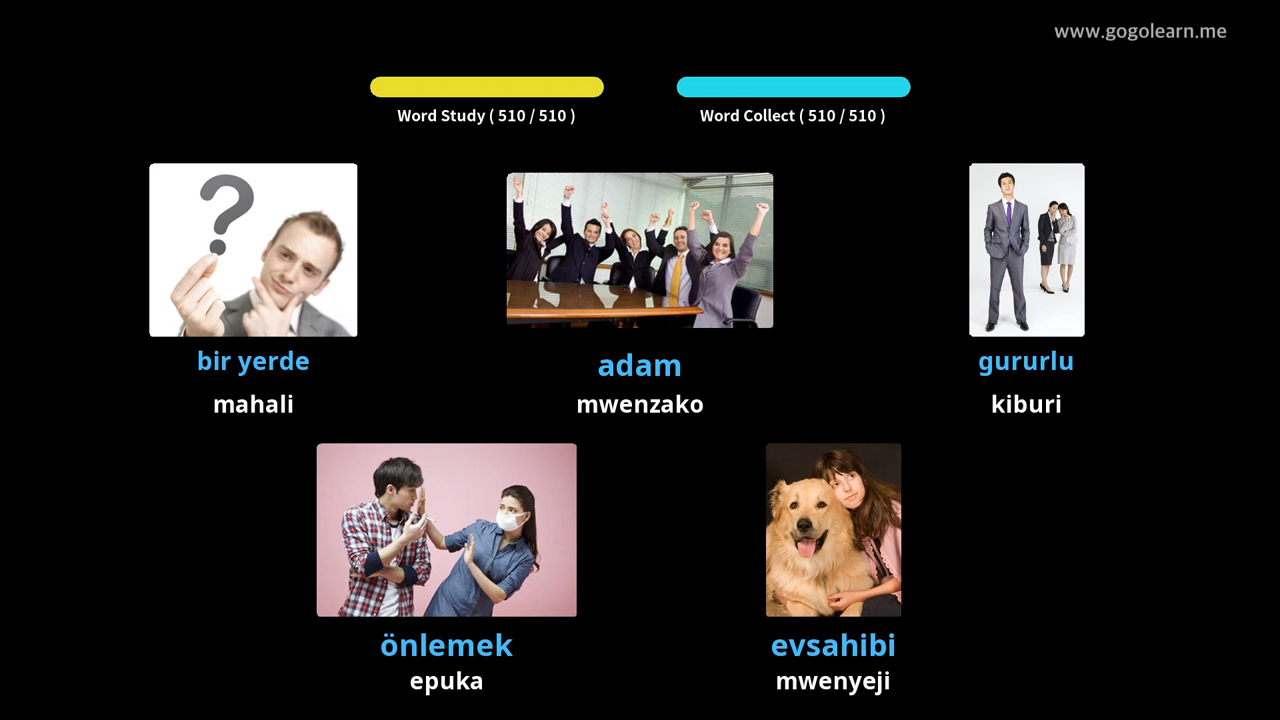 www.gogolearn.me
Word Study ( 510 / 510 )
Word Collect ( 510 / 510 )
bir yerde
mahali
adam
mwenzako
gururlu
kiburi
önlemek
epuka
evsahibi
mwenyeji